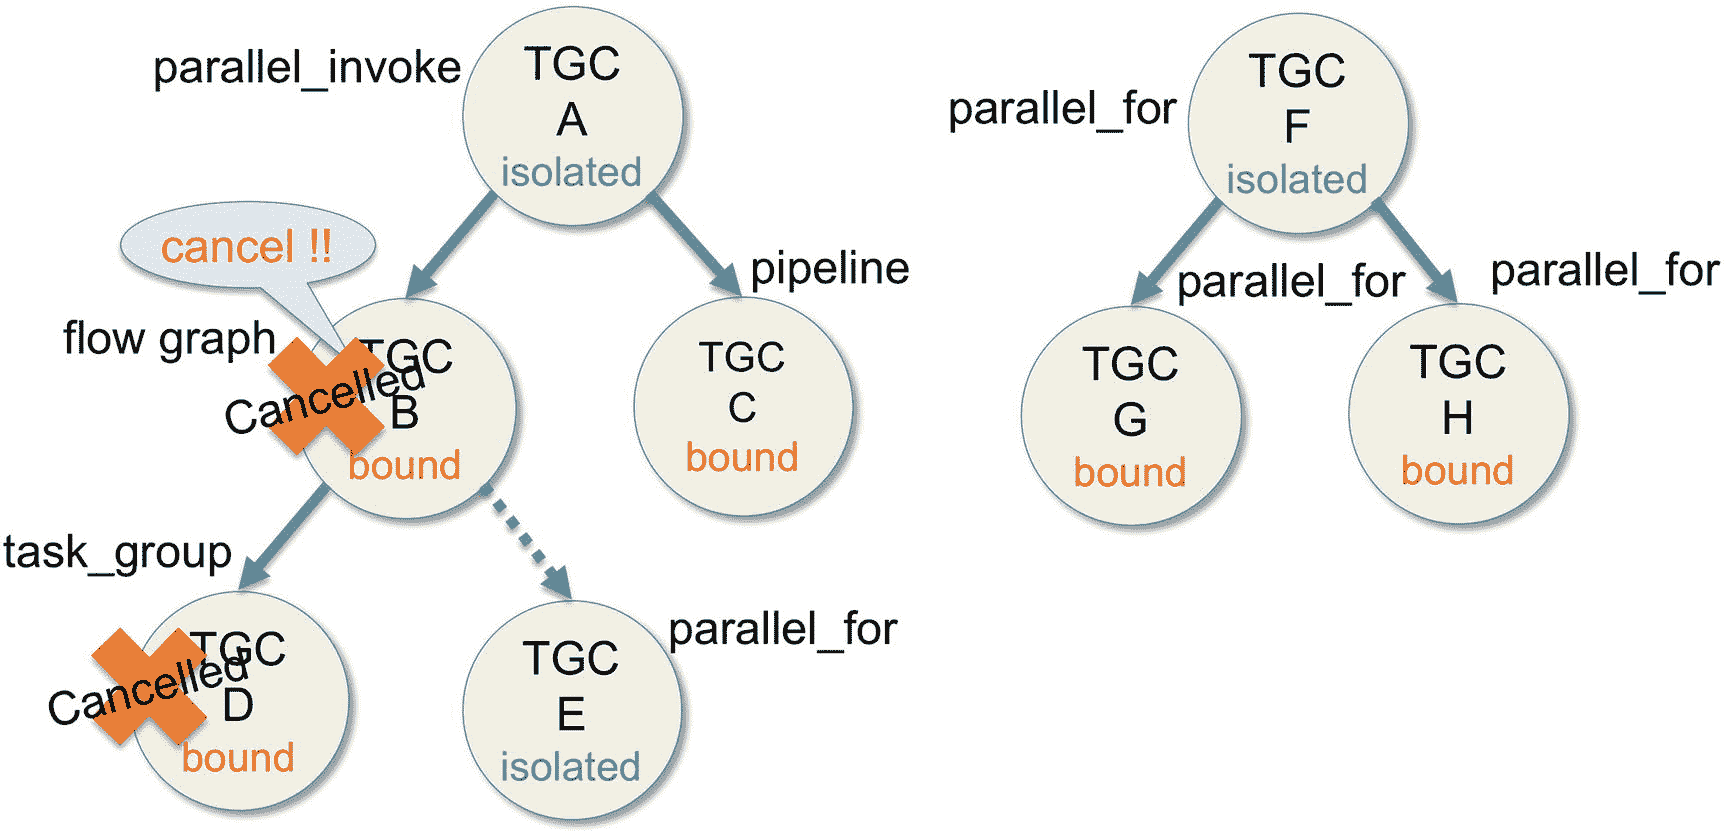 parallel_invoke
TGC
A
isolated
parallel_for
TGC
F
isolated
cancel !!
flow graph
TGC
Cancelled
B
bound
pipeline
TGC
C
bound
parallel_for
TGC
G
bound
parallel_for
TGC
H
bound
task_group
TGC
Cancelled
D
bound
parallel_for
TGC
E
isolated